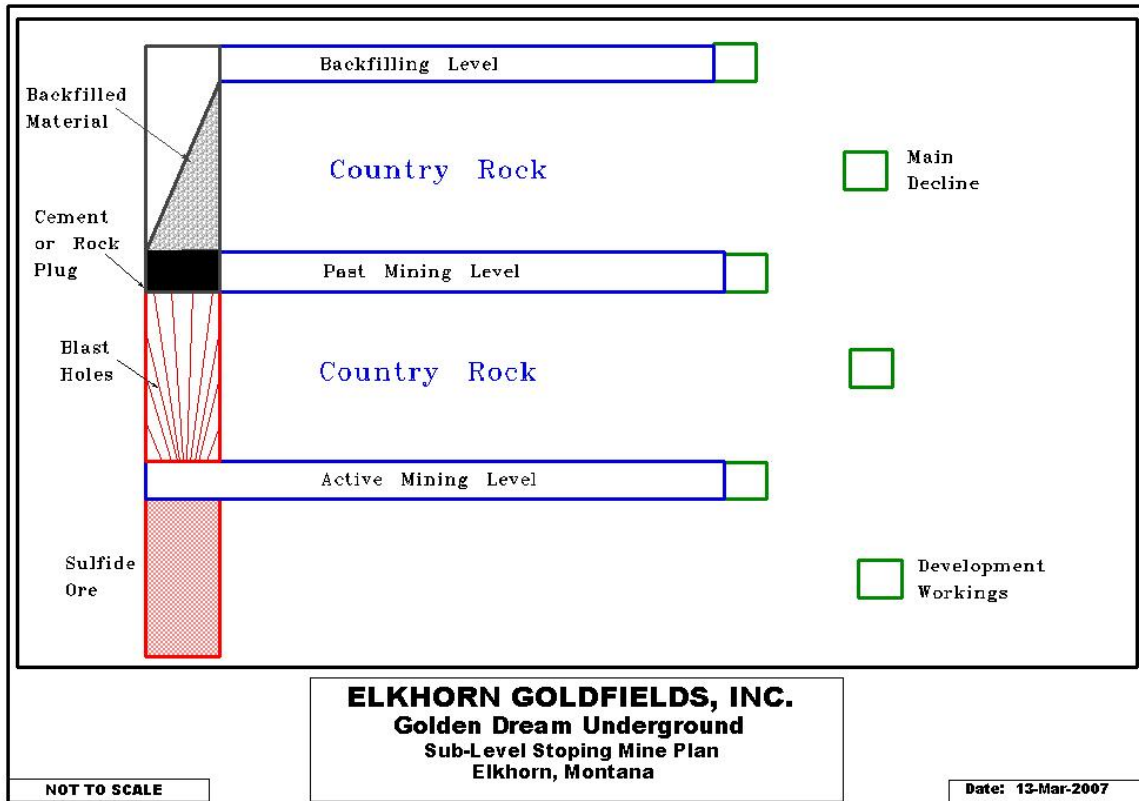 Backfilling Level
Backfilled
Material
Country Rock
Main
Decline
Cement
or Rock
Plug
Past Mining Level
Blast
Holes
Country Rock
Active Mining Level
Sulfide
Ore
Development
Workings
ELKHORN GOLDFIELDS, INC.
Golden Dream Underground
Sub-Level Stoping Mine Plan
Elkhorn, Montana
NOT TO SCALE
Date: 13-Mar-2007